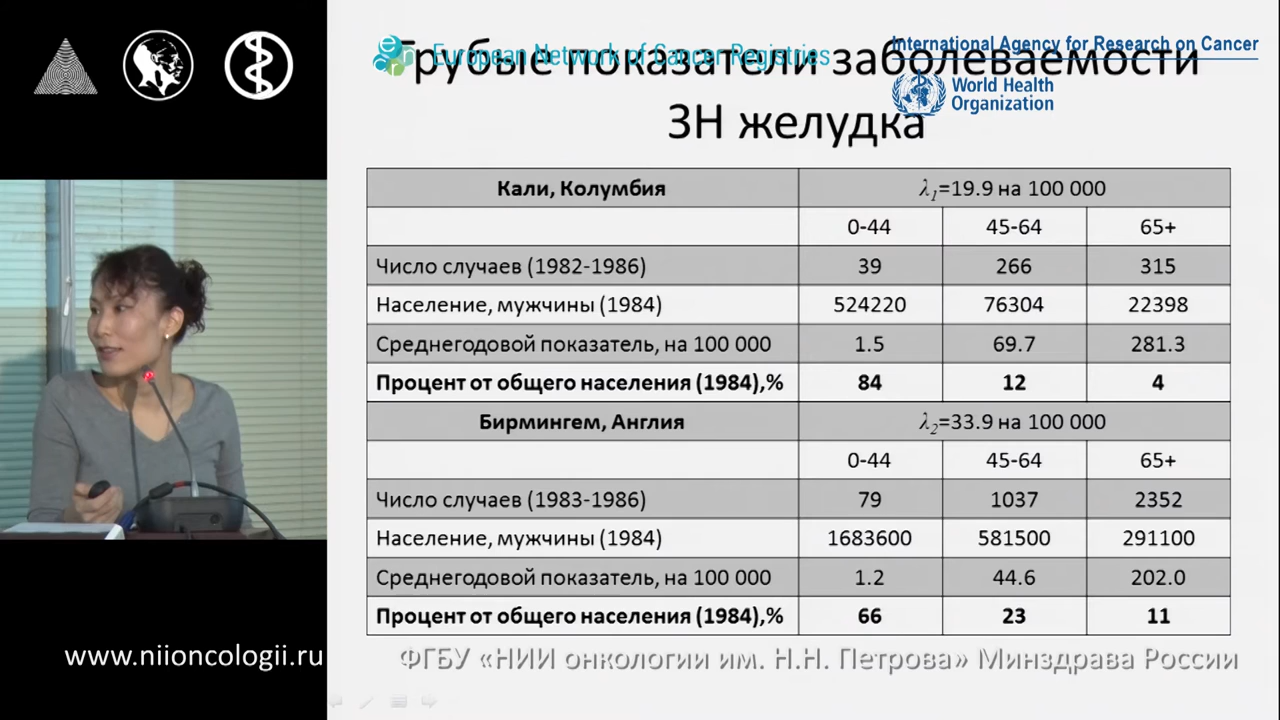 European Network of Cancer Registries
International Agency for Research on Cancer
World Health
Organization
Грубые показатели заболеваемости
ЗН желудка
Кали, Колумбия λ1=19.9 на 100 000
0-44 45-64 65+
Число случаев (1982-1986) 39 266 315
Население, мужчины (1984) 524220 76304 22398
Среднегодовой показатель, на 100 000 1.5 69.7 281.3
Процент от общего населения (1984),% 84 12 4
Бирмингем, Англия λ2=33.9 на 100 000
0-44 45-64 65+
Число случаев (1983-1986) 79 1037 2352
Население, мужчины (1984) 1683600 581500 291100
Среднегодовой показатель, на 100 000 1.2 44.6 202.0
Процент от общего населения (1984),% 66 23 11
www.niioncologii.ru
ФГБУ «НИИ онкологии им. Н.Н. Петрова» Минздрава России